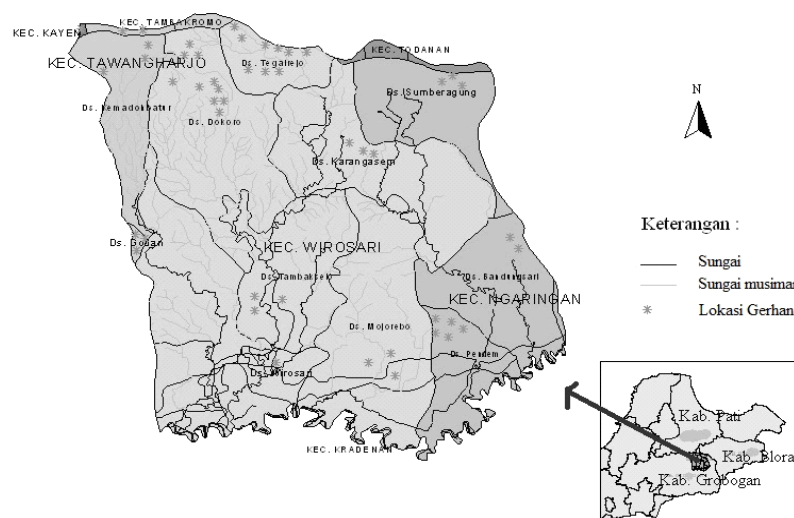 KEC. TAMBAKROMO
KEC. KAYEN
KEC. TODANAN
KEC. TAWANGHARJO
Ds. Tegalrejo
Ds. Sumberagung
N
Ds. Kemadohbatur
Ds. Dokoro
Ds. Karangasem
Keterangan :
Ds. Godan
KEC. WIROSARI
Sungai
Ds. Tambakselo
Ds. Bandungsari
Sungai musiman
KEC. NGARINGAN
Lokasi Gerhan
Ds. Mojorebo
Ds. Pendem
Ds. Wirosari
Kab. Pati
KEC. KRADENAN
Kab. Blora
Kab. Grobogan